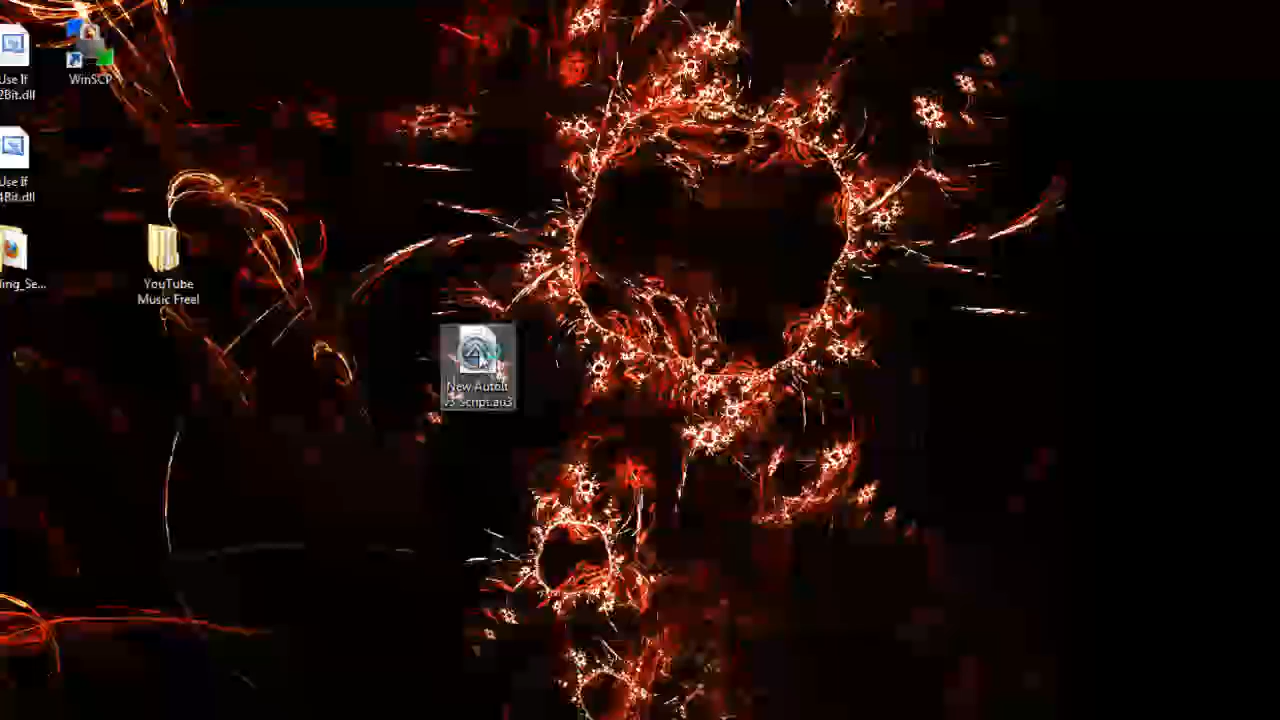 Use If
2Bit.dll
WinSCP
Use If
4Bit.dll
ing_Se...
YouTube
Music Free!
New AutoIt
v3 Script.au3